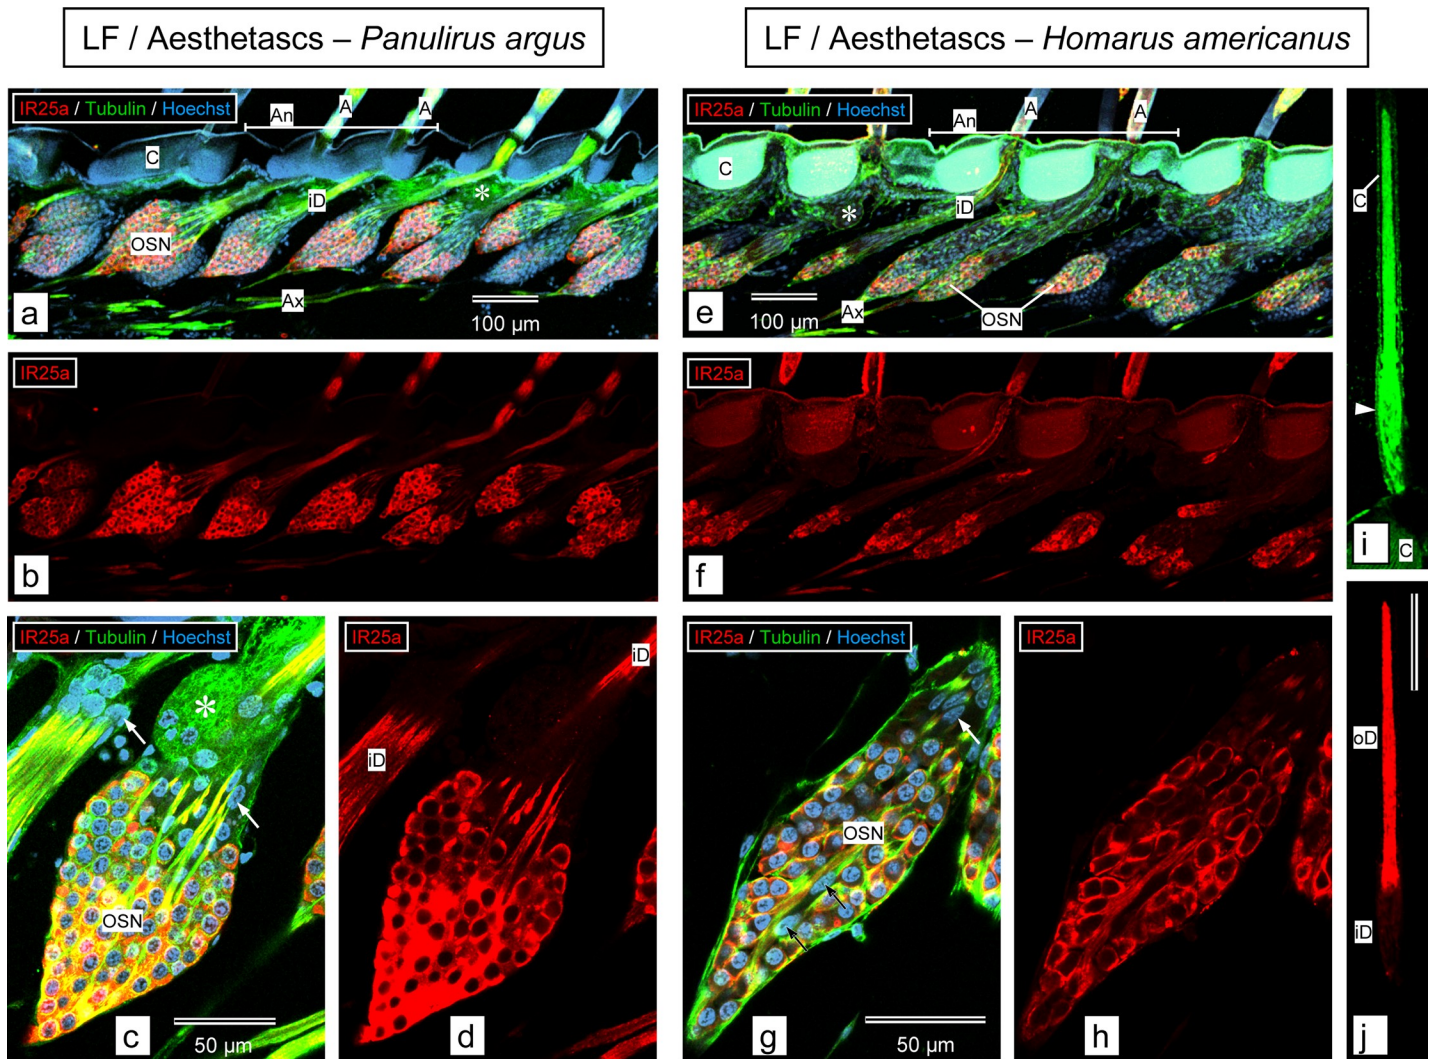 LF / Aesthetascs – Panulirus argus
LF / Aesthetascs – Homarus americanus
IR25a / Tubulin / Hoechst
An
A
A
C
iD
*
OSN
Ax
a
100 µm
IR25a / Tubulin / Hoechst
An
A
A
C
iD
*
Ax
OSN
e
100 µm
C
i
C
IR25a
b
IR25a
f
IR25a / Tubulin / Hoechst
*
OSN
c
50 µm
IR25a
iD
iD
d
IR25a / Tubulin / Hoechst
OSN
g
50 µm
IR25a
h
oD
iD
j